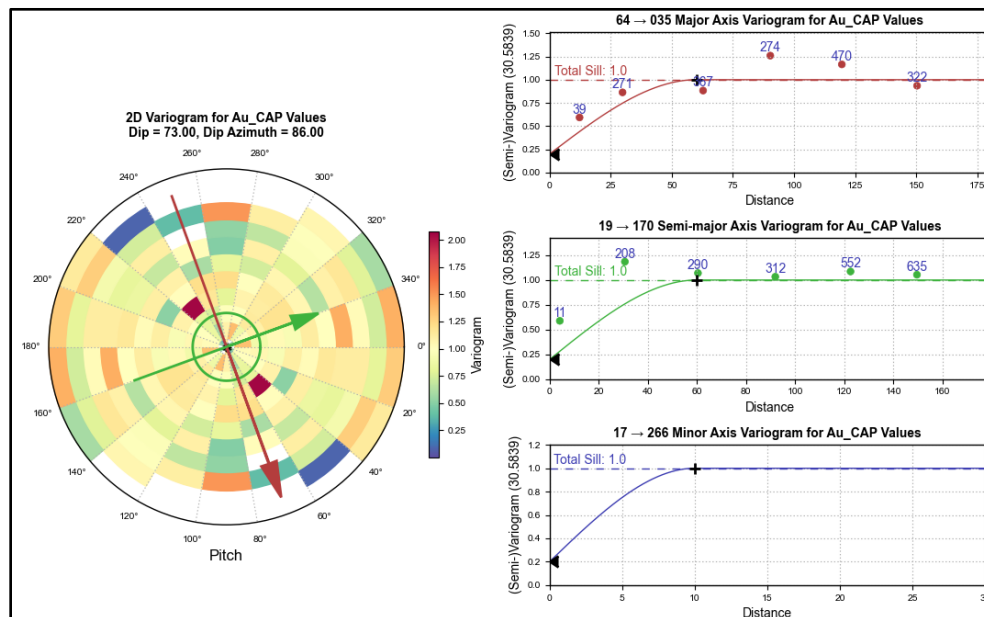 2D Variogram for Au_CAP Values
Dip = 73.00, Dip Azimuth = 86.00
260° 280°
240° 300°
220° 320°
200° 340°
180° 0°
160° 20°
140° 40°
120° 60°
100° 80°
Pitch
2.00
1.75
1.50
1.25
1.00
0.75
0.50
0.25
Variogram
64 → 035 Major Axis Variogram for Au_CAP Values
(Semi-)Variogram (30.5839)
1.50
1.25
1.00
0.75
0.50
0.25
0.00
Total Sill: 1.0
39 271 274 470 322
0 25 50 75 100 125 150 175
Distance
19 → 170 Semi-major Axis Variogram for Au_CAP Values
(Semi-)Variogram (30.5839)
1.25
1.00
0.75
0.50
0.25
0.00
Total Sill: 1.0
11 208 290 312 552 635
0 20 40 60 80 100 120 140 160
Distance
17 → 266 Minor Axis Variogram for Au_CAP Values
(Semi-)Variogram (30.5839)
1.2
1.0
0.8
0.6
0.4
0.2
0.0
Total Sill: 1.0
0 5 10 15 20 25
Distance